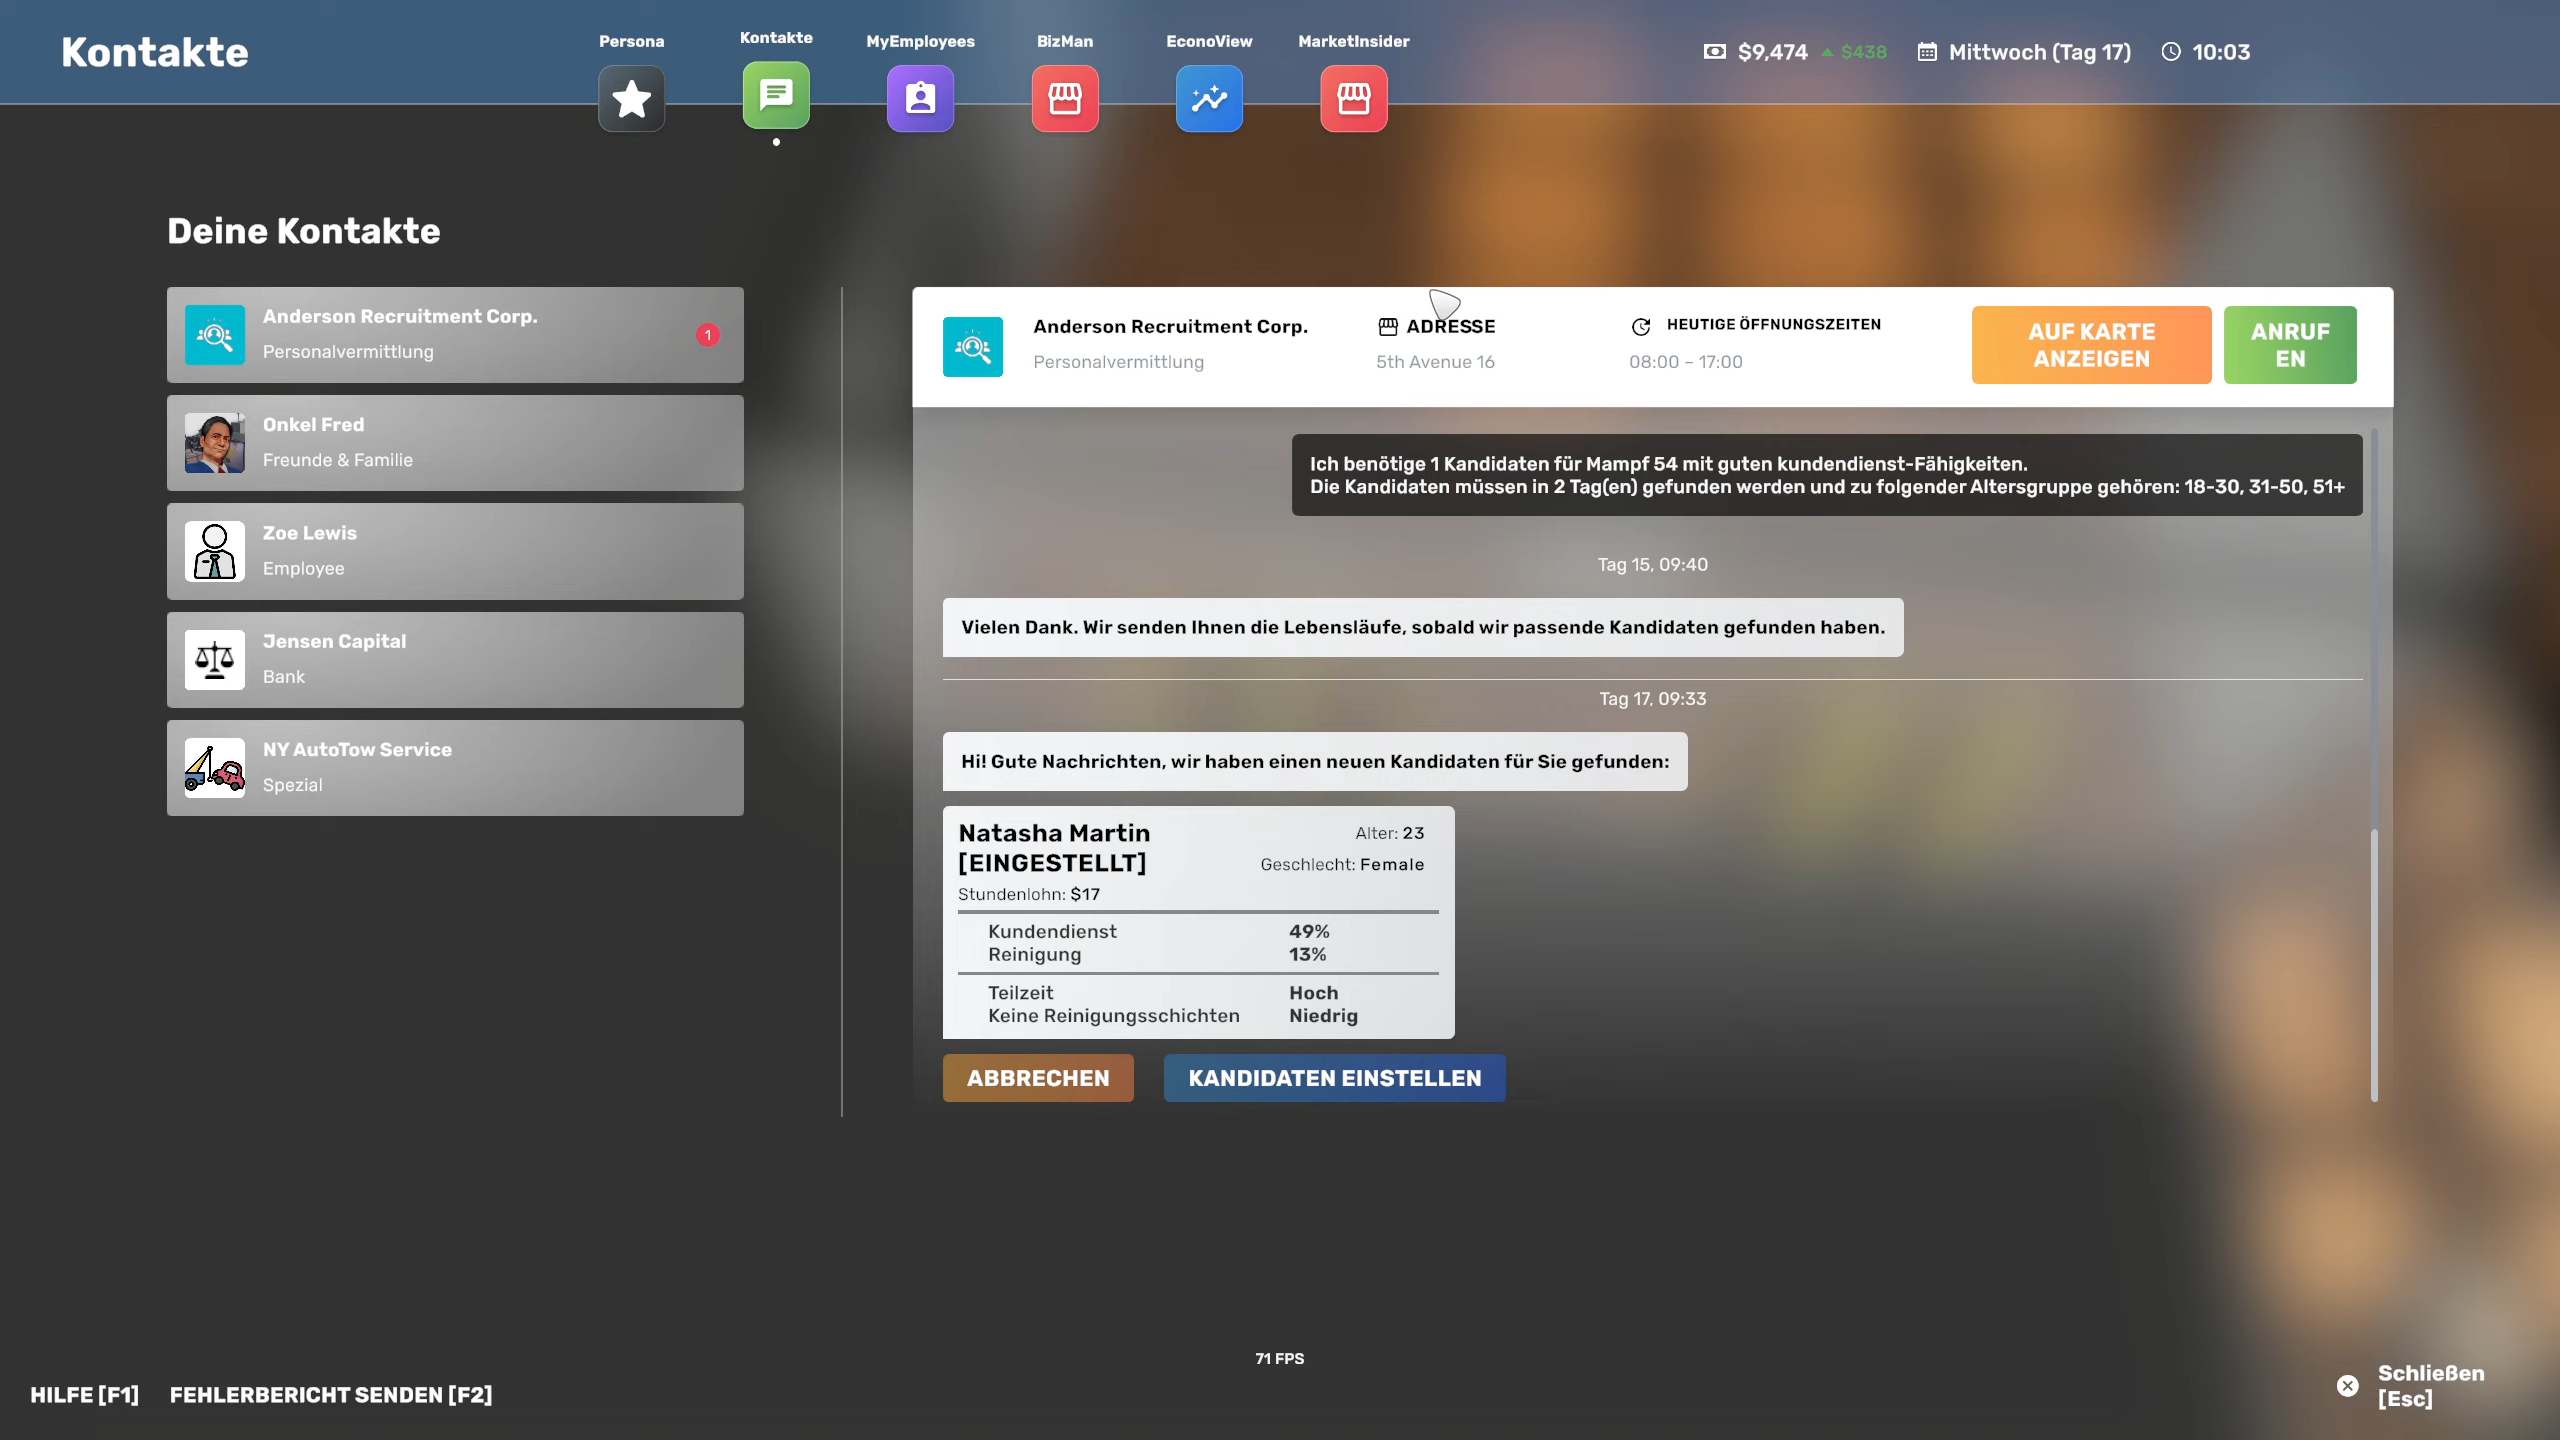 Kontakte
Persona
Kontakte
MyEmployees
BizMan
EconoView
MarketInsider
$9,474
$438
Mittwoch (Tag 17)
10:03
Deine Kontakte
Anderson Recruitment Corp.
Personalvermittlung
1
Onkel Fred
Freunde & Familie
Zoe Lewis
Employee
Jensen Capital
Bank
NY AutoTow Service
Spezial
Anderson Recruitment Corp.
Personalvermittlung
ADRESSE
5th Avenue 16
HEUTIGE ÖFFNUNGSZEITEN
08:00 – 17:00
AUF KARTE
ANZEIGEN
ANRUF
EN
Ich benötige 1 Kandidaten für Mampf 54 mit guten kundendienst-Fähigkeiten.
Die Kandidaten müssen in 2 Tag(en) gefunden werden und zu folgender Altersgruppe gehören: 18-30, 31-50, 51+
Tag 15, 09:40
Vielen Dank. Wir senden Ihnen die Lebensläufe, sobald wir passende Kandidaten gefunden haben.
Tag 17, 09:33
Hi! Gute Nachrichten, wir haben einen neuen Kandidaten für Sie gefunden:
Natasha Martin
[EINGESTELLT]
Alter: 23
Geschlecht: Female
Stundenlohn: $17
Kundendienst 49%
Reinigung 13%
Teilzeit Hoch
Keine Reinigungsschichten Niedrig
ABBRECHEN
KANDIDATEN EINSTELLEN
71 FPS
HILFE [F1]
FEHLERBERICHT SENDEN [F2]
Schließen
[Esc]